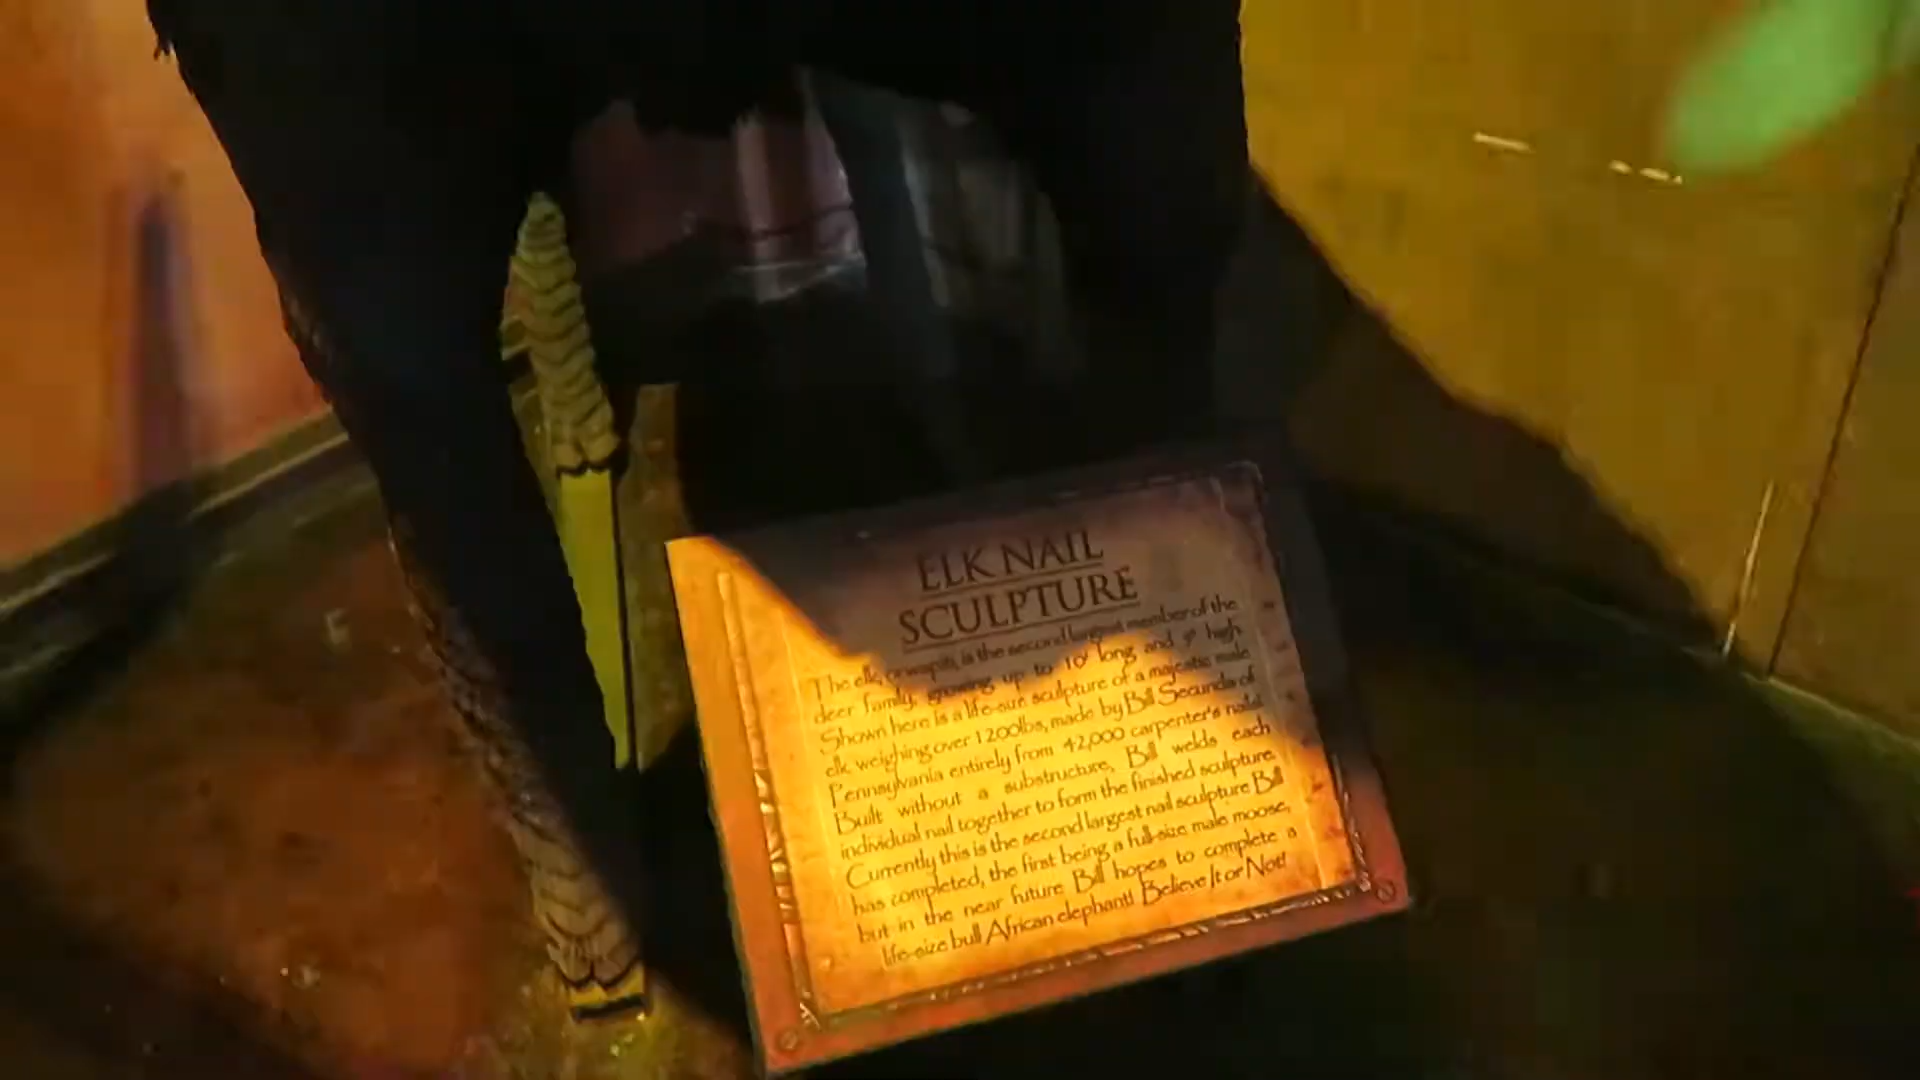 ELK NAIL
SCULPTURE
The elk, or wapiti, is the second largest member of the
deer family, growing up to 10' long and 9' high.
Shown here is a life-size sculpture of a majestic male
elk weighing over 1200lbs, made by Bill Secunda of
Pennsylvania entirely from 42,000 carpenter's nails!
Built without a substructure, Bill welds each
individual nail together to form the finished sculpture.
Currently this is the second largest nail sculpture Bill
has completed, the first being a full-size male moose,
but in the near future Bill hopes to complete a
life-size bull African elephant! Believe It or Not!